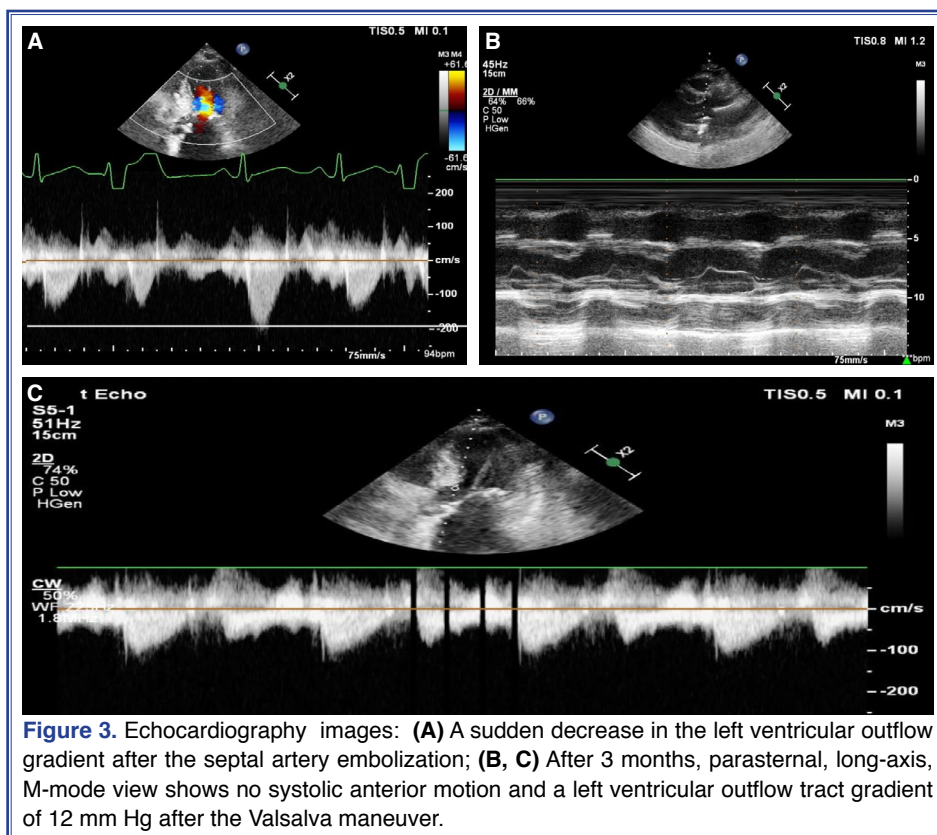 A
TIS0.5 MI 0.1
P
X2
M3 M4
+61.6
-61.6
cm/s
200
100
cm/s
-100
-200
75mm/s
94bpm
B
TIS0.8 MI 1.2
45Hz
15cm
2D / MM
64% 66%
C 50
P Low
HGen
P
X2
M3
0
5
10
75mm/s
***bpm
C
t Echo
TIS0.5 MI 0.1
S5-1
51Hz
15cm
2D
74%
C 50
P Low
HGen
P
X2
M3
CW
50%
cm/s
-100
-200
Figure 3. Echocardiography images: (A) A sudden decrease in the left ventricular outflow
gradient after the septal artery embolization; (B, C) After 3 months, parasternal, long-axis,
M-mode view shows no systolic anterior motion and a left ventricular outflow tract gradient
of 12 mm Hg after the Valsalva maneuver.